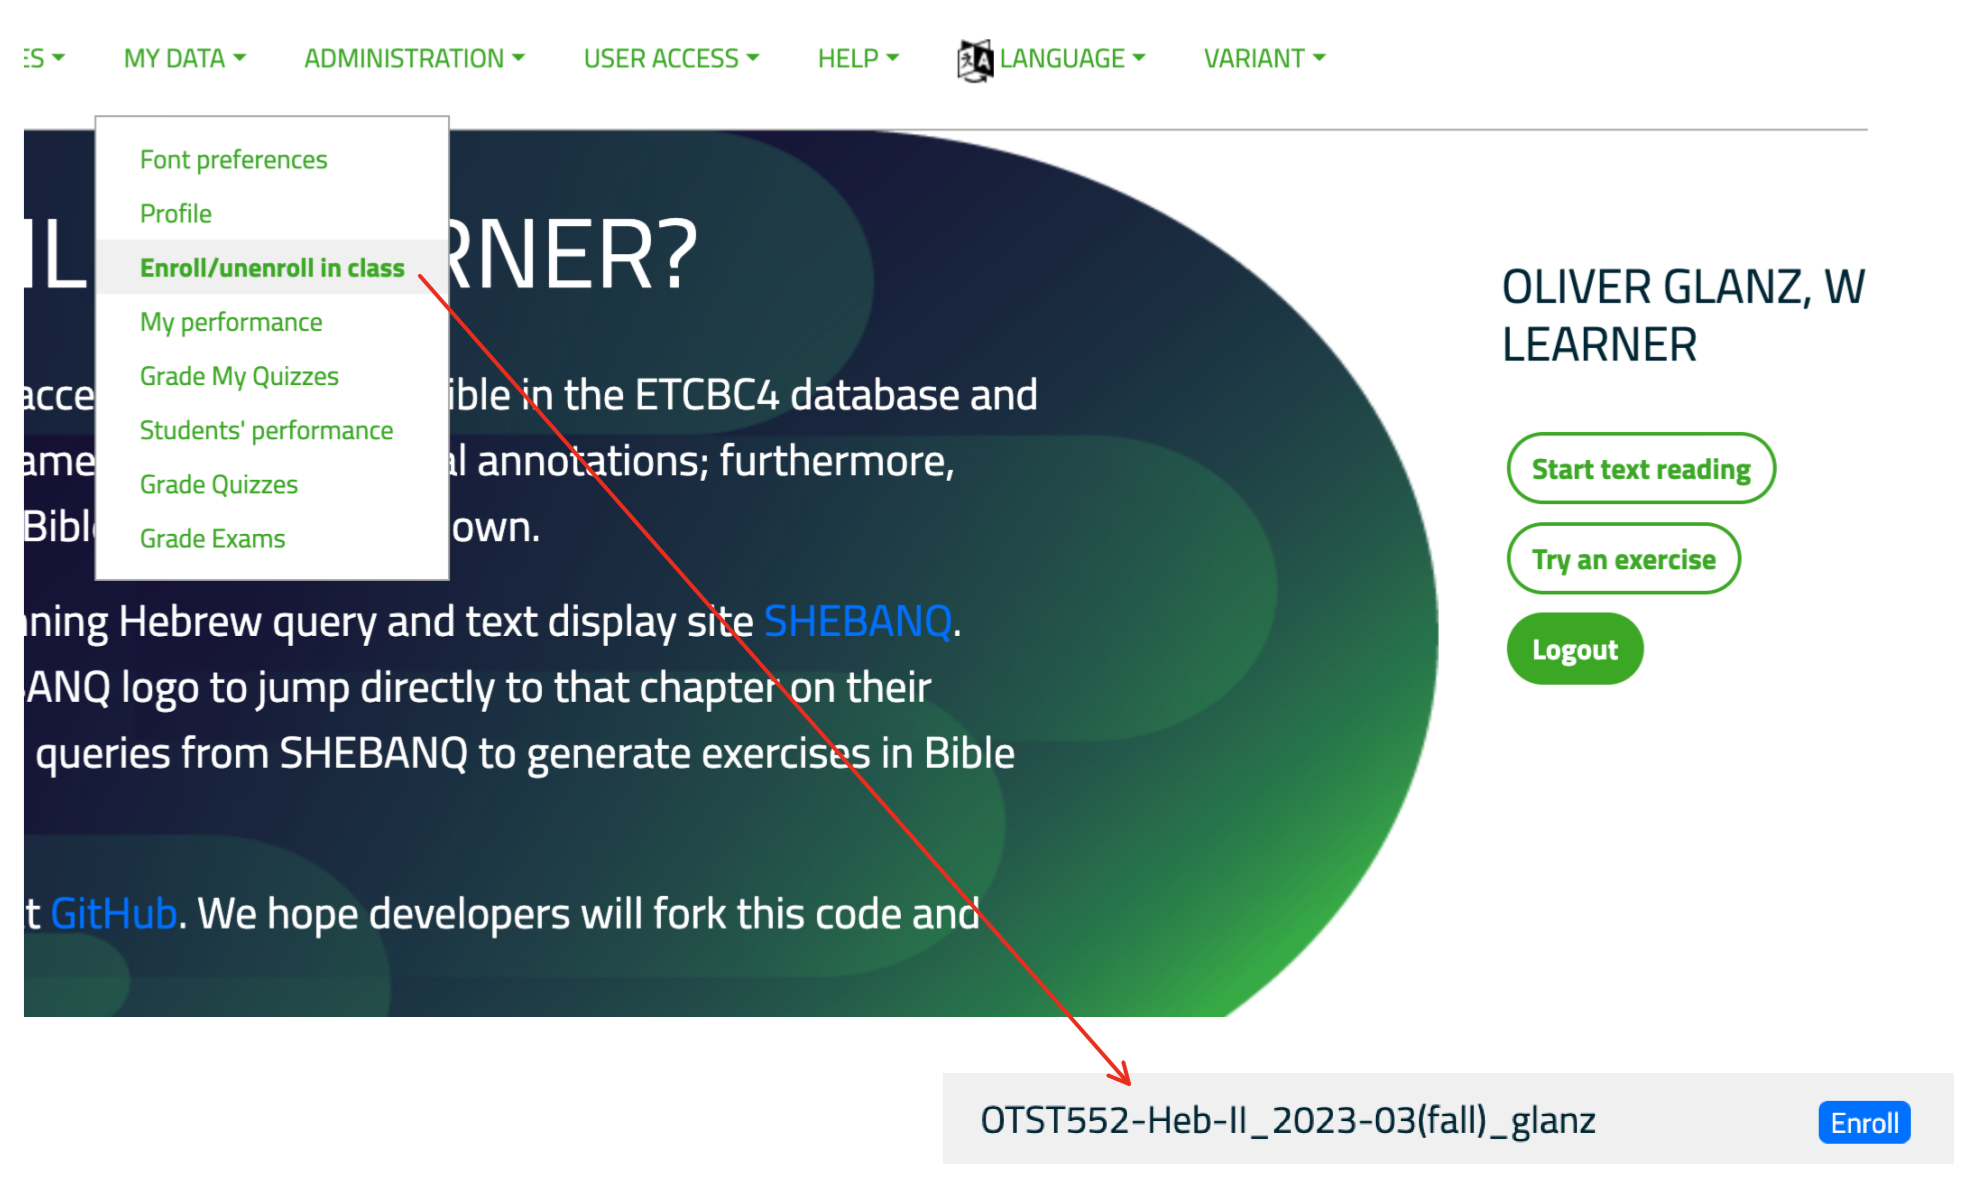 ES
MY DATA
ADMINISTRATION
USER ACCESS
HELP
LANGUAGE
VARIANT
Font preferences
Profile
Enroll/unenroll in class
My performance
Grade My Quizzes
Students' performance
Grade Quizzes
Grade Exams
IL RNER?
acce ible in the ETCBC4 database and
ame al annotations; furthermore,
Bibl own.
ning Hebrew query and text display site SHEBANQ.
ANQ logo to jump directly to that chapter on their
queries from SHEBANQ to generate exercises in Bible
t GitHub. We hope developers will fork this code and
OLIVER GLANZ, W
LEARNER
Start text reading
Try an exercise
Logout
OTST552-Heb-II_2023-03(fall)_glanz
Enroll